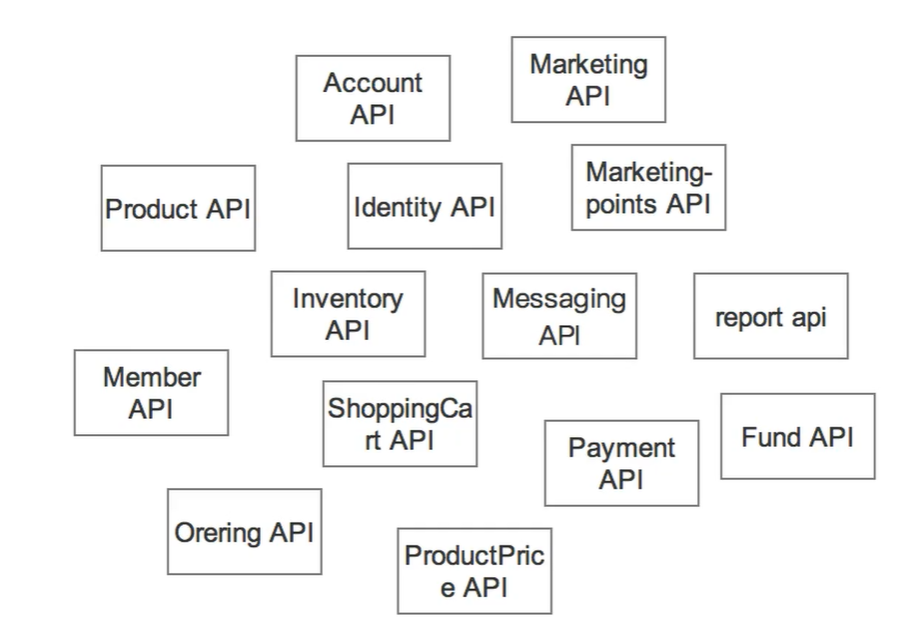 Account
API
Marketing
API
Product API
Identity API
Marketing-
points API
Inventory
API
Messaging
API
report api
Member
API
ShoppingCa
rt API
Payment
API
Fund API
Orering API
ProductPric
e API